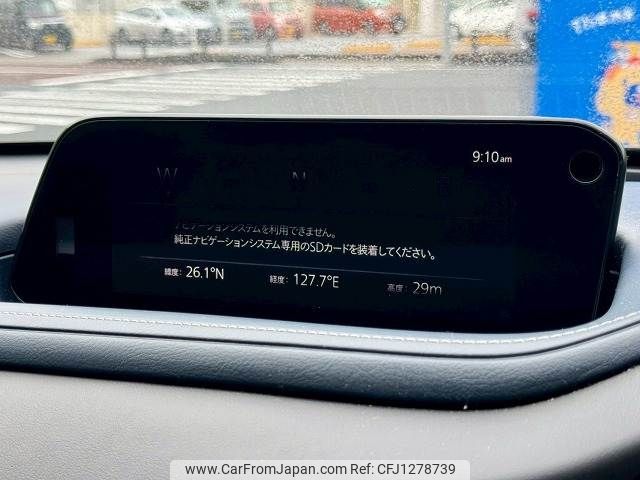 9:10 am
W N
ナビゲーションシステムを利用できません。
純正ナビゲーションシステム専用のSDカードを装着してください。
緯度: 26.1°N 経度: 127.7°E 高度: 29m
www.CarFromJapan.com CFJ1278739